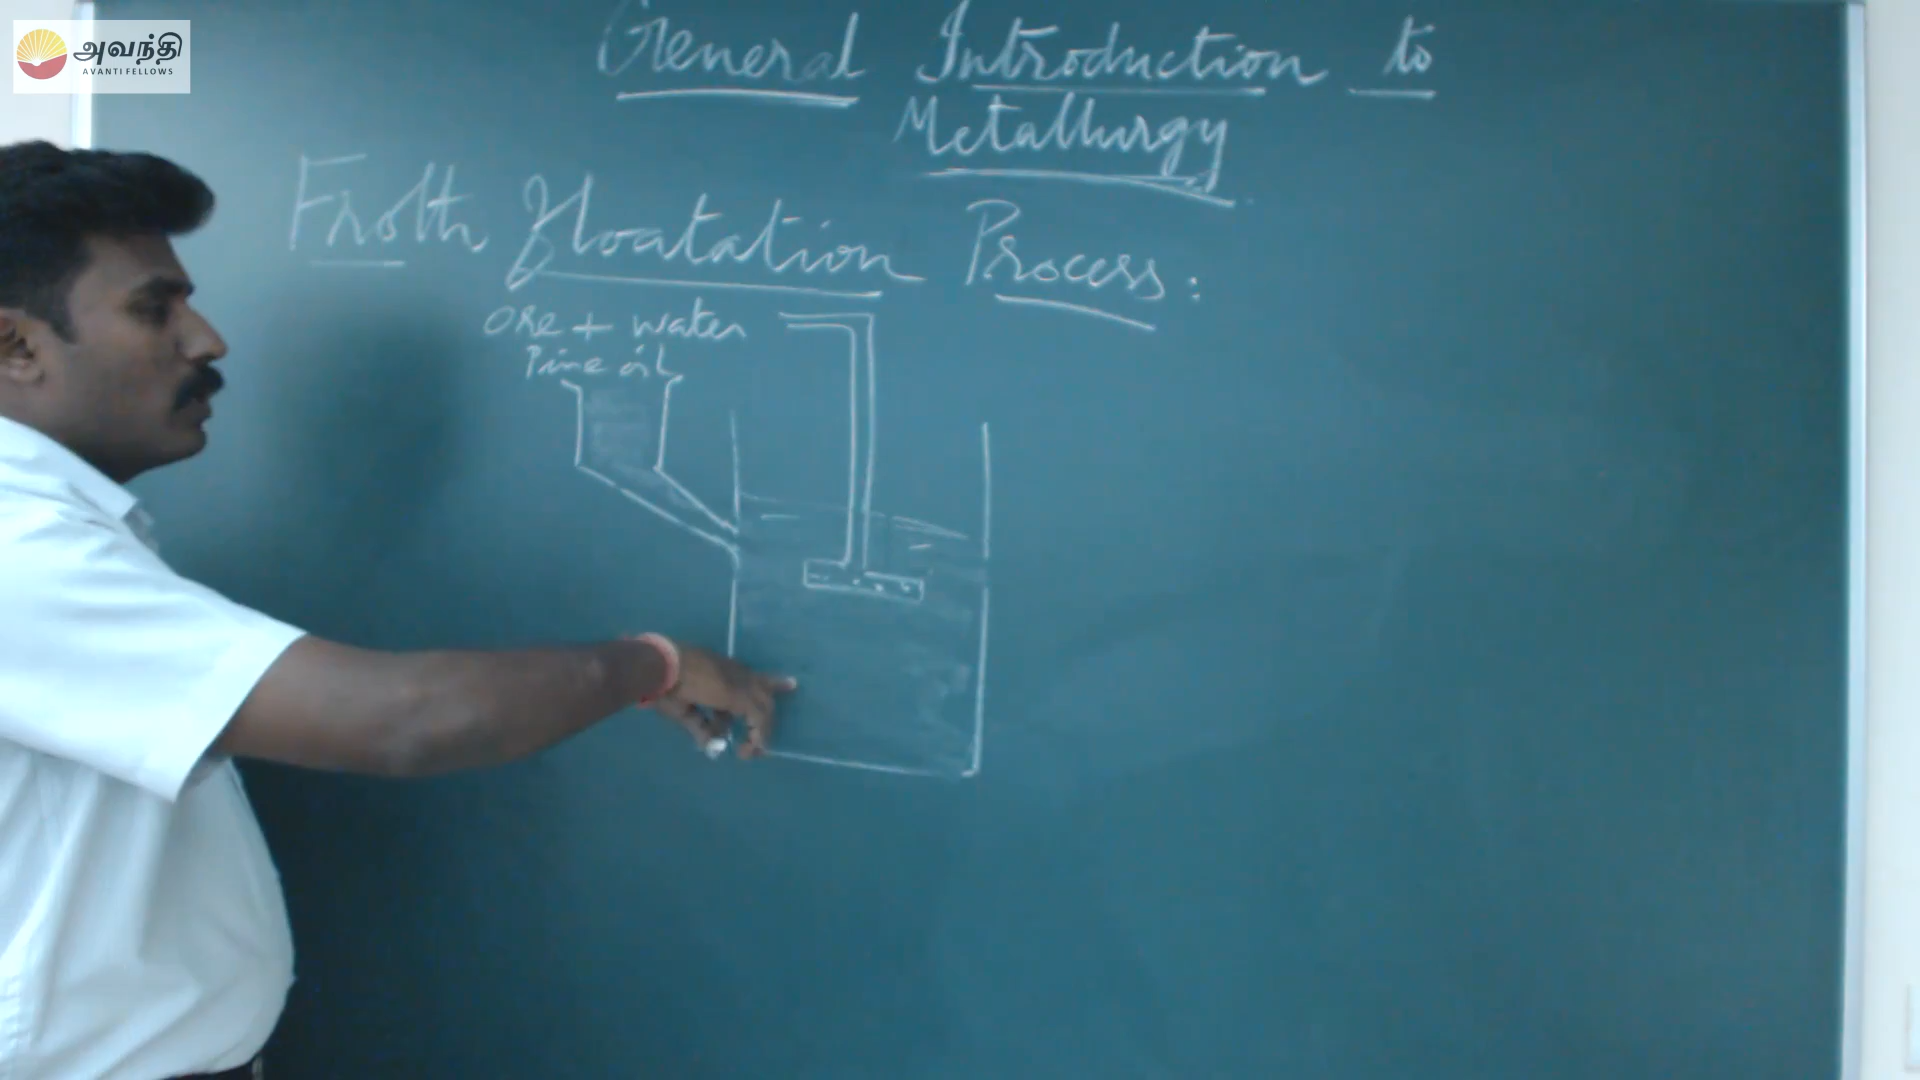 அவந்தி
AVANTI FELLOWS
General Introduction to
Metallurgy
Froth floatation Process:
Ore + water
Pine oil